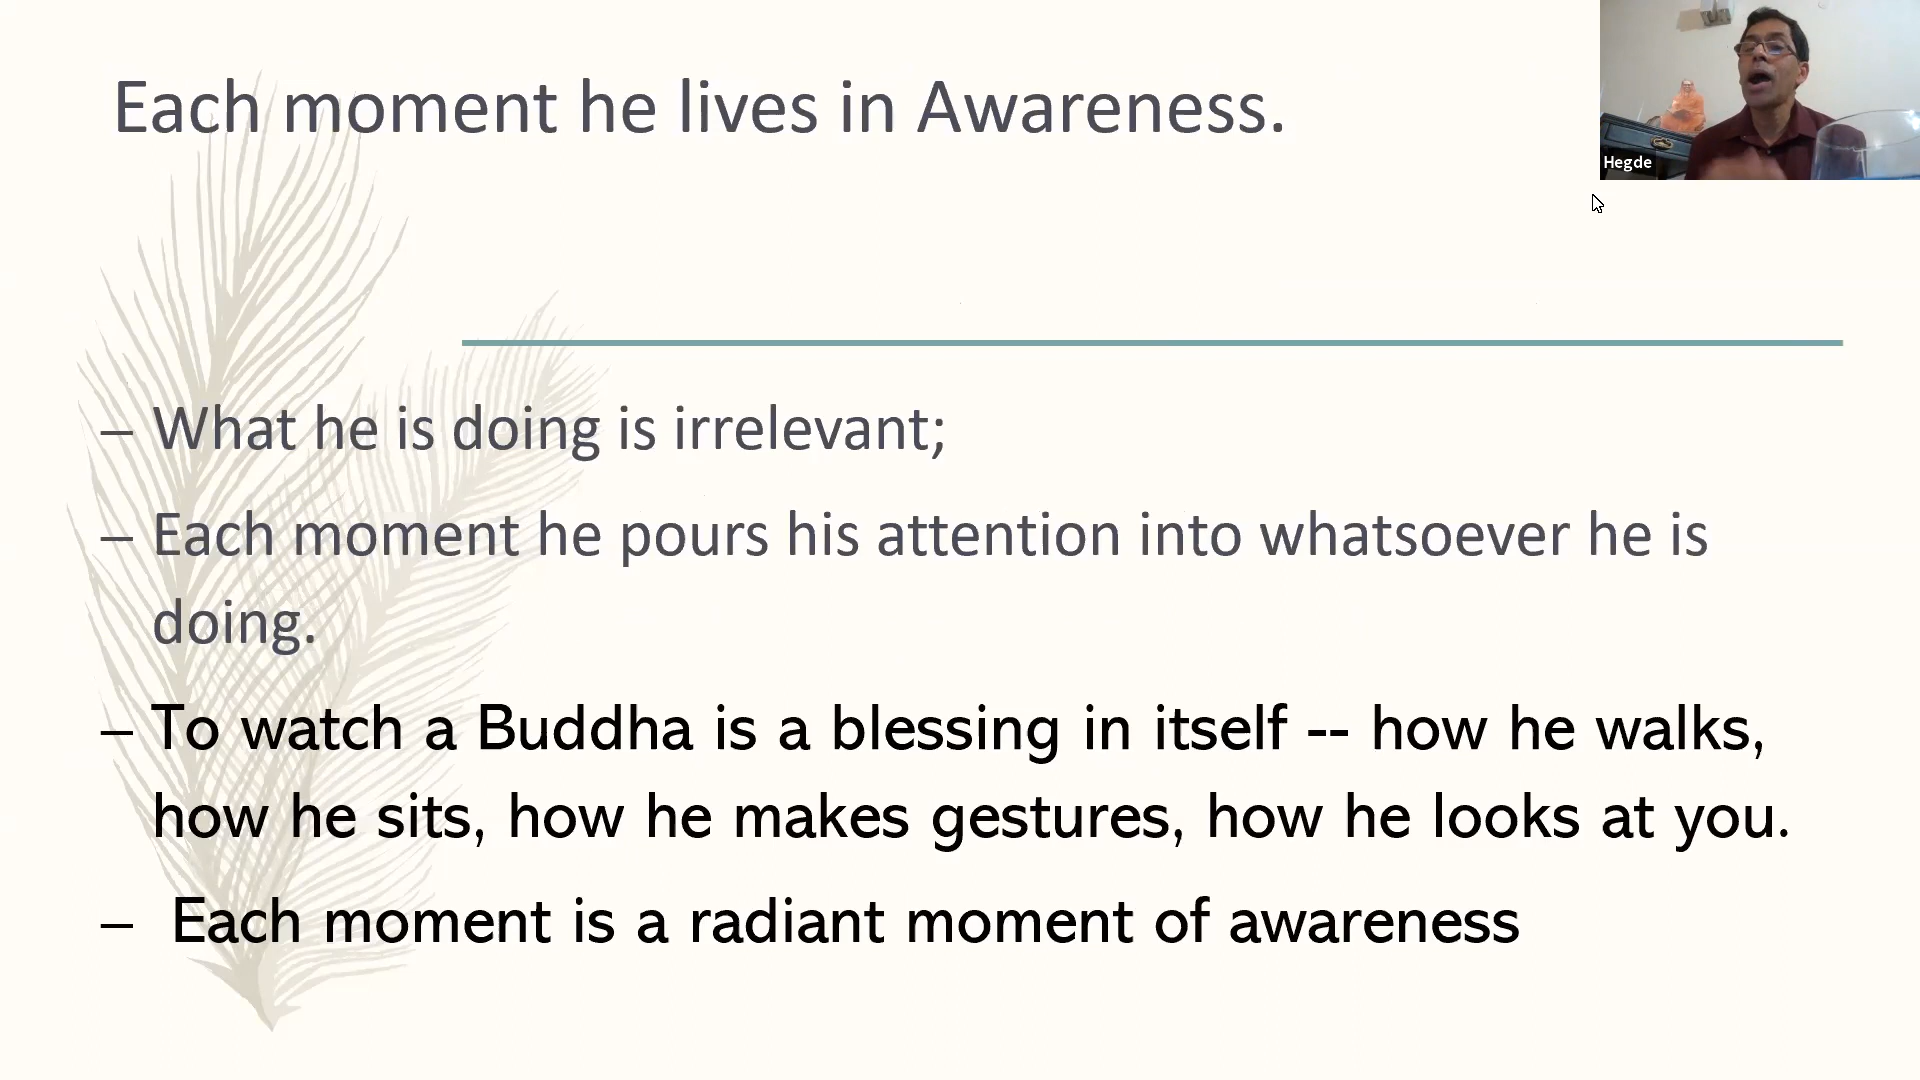 Each moment he lives in Awareness.
Hegde
– What he is doing is irrelevant;
– Each moment he pours his attention into whatsoever he is
doing.
– To watch a Buddha is a blessing in itself -- how he walks,
how he sits, how he makes gestures, how he looks at you.
– Each moment is a radiant moment of awareness